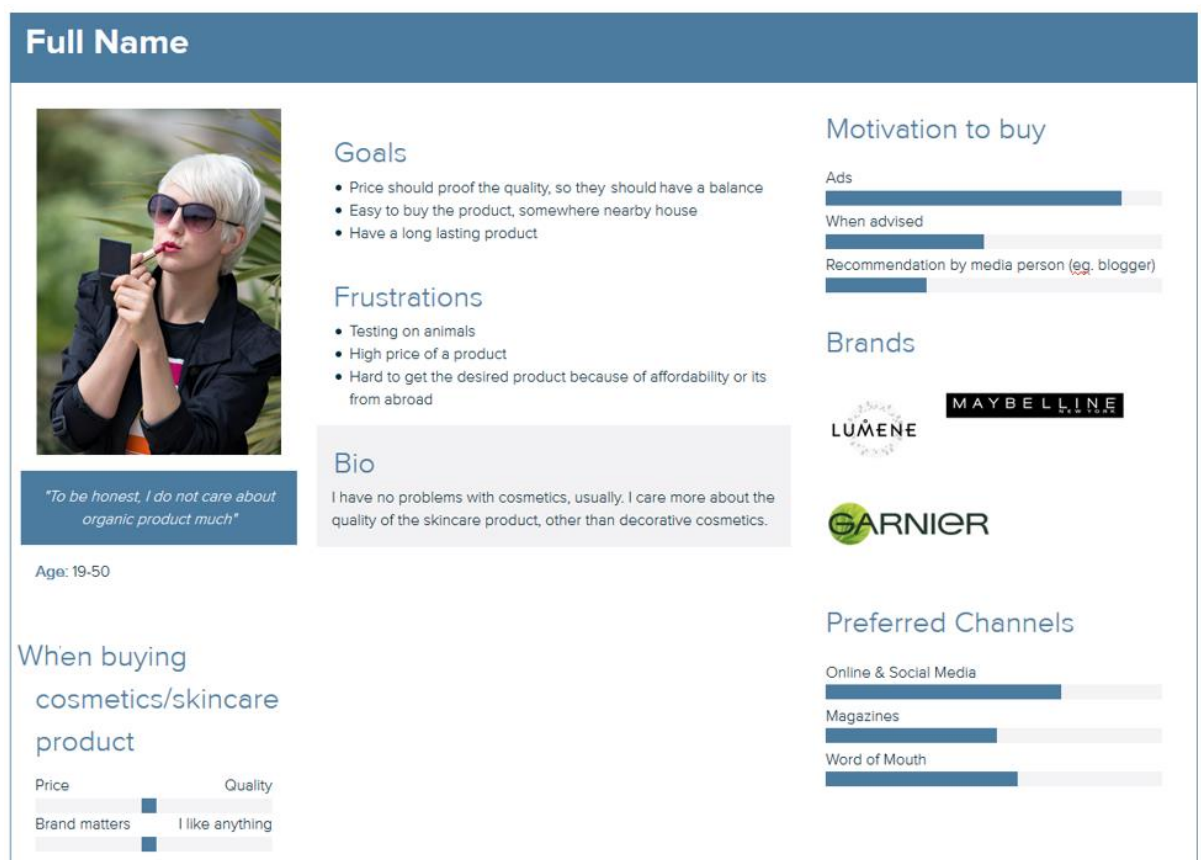 Full Name
"To be honest, I do not care about
organic product much"
Age: 19-50
When buying
cosmetics/skincare
product
Price Quality
Brand matters I like anything
Goals
• Price should proof the quality, so they should have a balance
• Easy to buy the product, somewhere nearby house
• Have a long lasting product
Frustrations
• Testing on animals
• High price of a product
• Hard to get the desired product because of affordability or its
from abroad
Bio
I have no problems with cosmetics, usually. I care more about the
quality of the skincare product, other than decorative cosmetics.
Motivation to buy
Ads
When advised
Recommendation by media person (eg. blogger)
Brands
LUMENE
MAYBELLINE
NEW YORK
GARNIER
Preferred Channels
Online & Social Media
Magazines
Word of Mouth